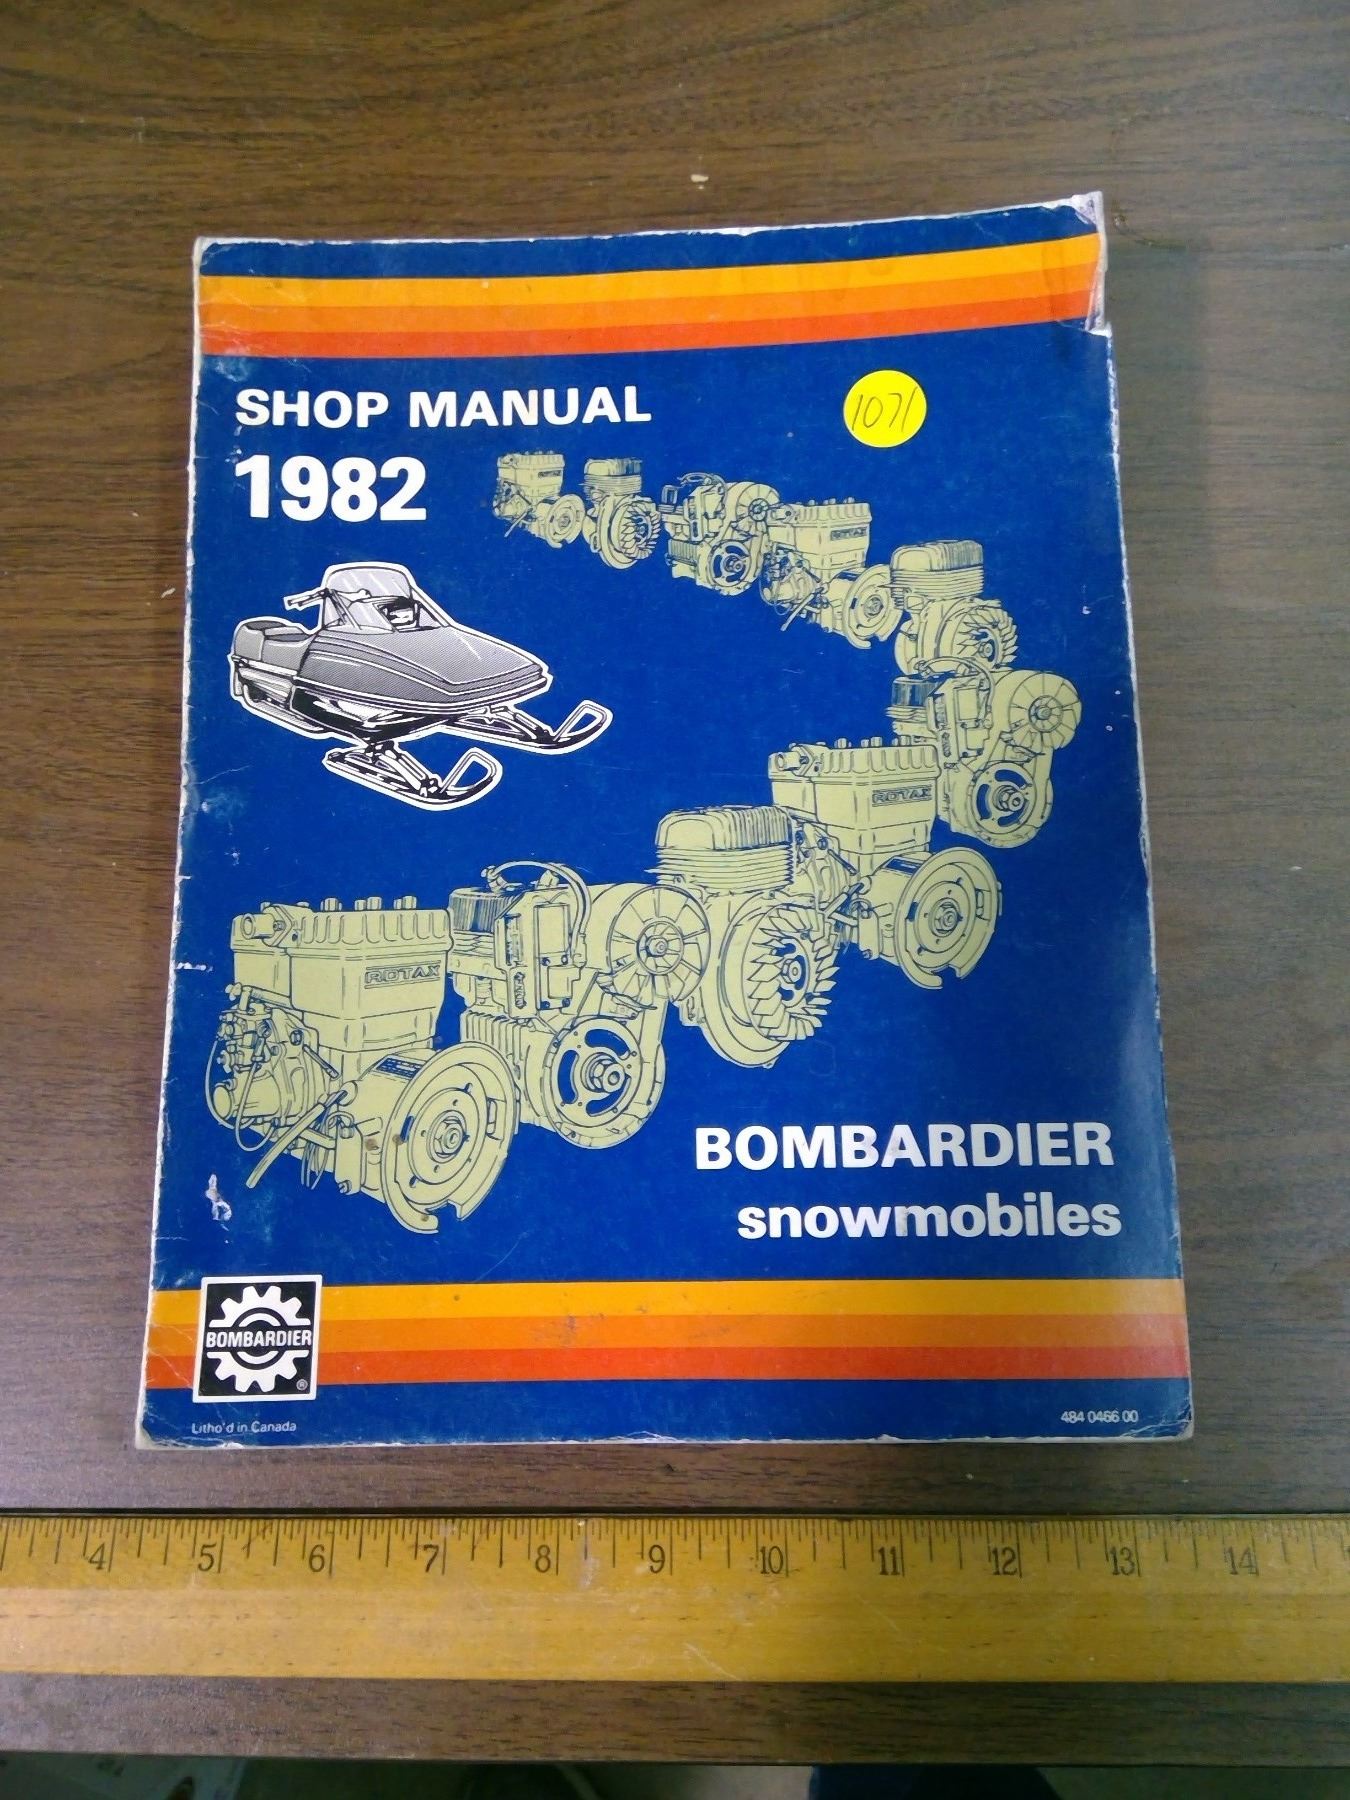 SHOP MANUAL
1071
1982
ROTAX
ROTAX
ROTAX
ROTAX
BOMBARDIER
snowmobiles
BOMBARDIER
®
Litho'd in Canada
484 0466 00
4 5 6 7 8 9 10 11 12 13 14